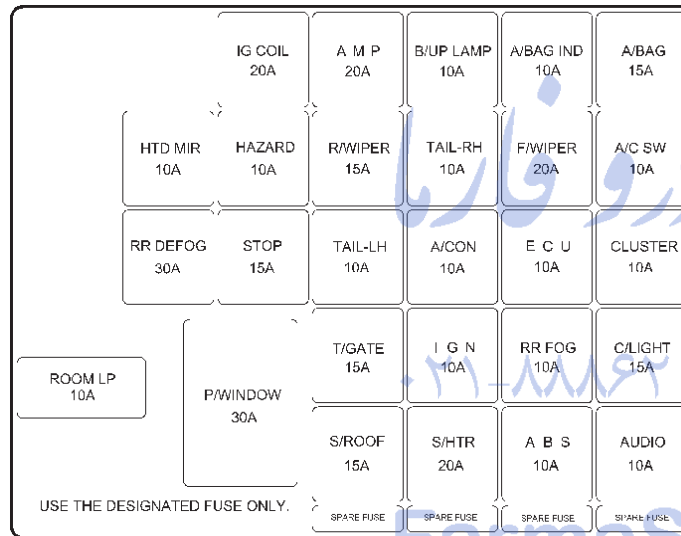 IG COIL
20A
A M P
20A
B/UP LAMP
10A
A/BAG IND
10A
A/BAG
15A
HTD MIR
10A
HAZARD
10A
R/WIPER
15A
TAIL-RH
10A
F/WIPER
20A
A/C SW
10A
RR DEFOG
30A
STOP
15A
TAIL-LH
10A
A/CON
10A
E C U
10A
CLUSTER
10A
T/GATE
15A
I G N
10A
RR FOG
10A
C/LIGHT
15A
ROOM LP
10A
P/WINDOW
30A
S/ROOF
15A
S/HTR
20A
A B S
10A
AUDIO
10A
USE THE DESIGNATED FUSE ONLY.
SPARE FUSE
SPARE FUSE
SPARE FUSE
SPARE FUSE
۰۲۱-۸۸۸۶۲